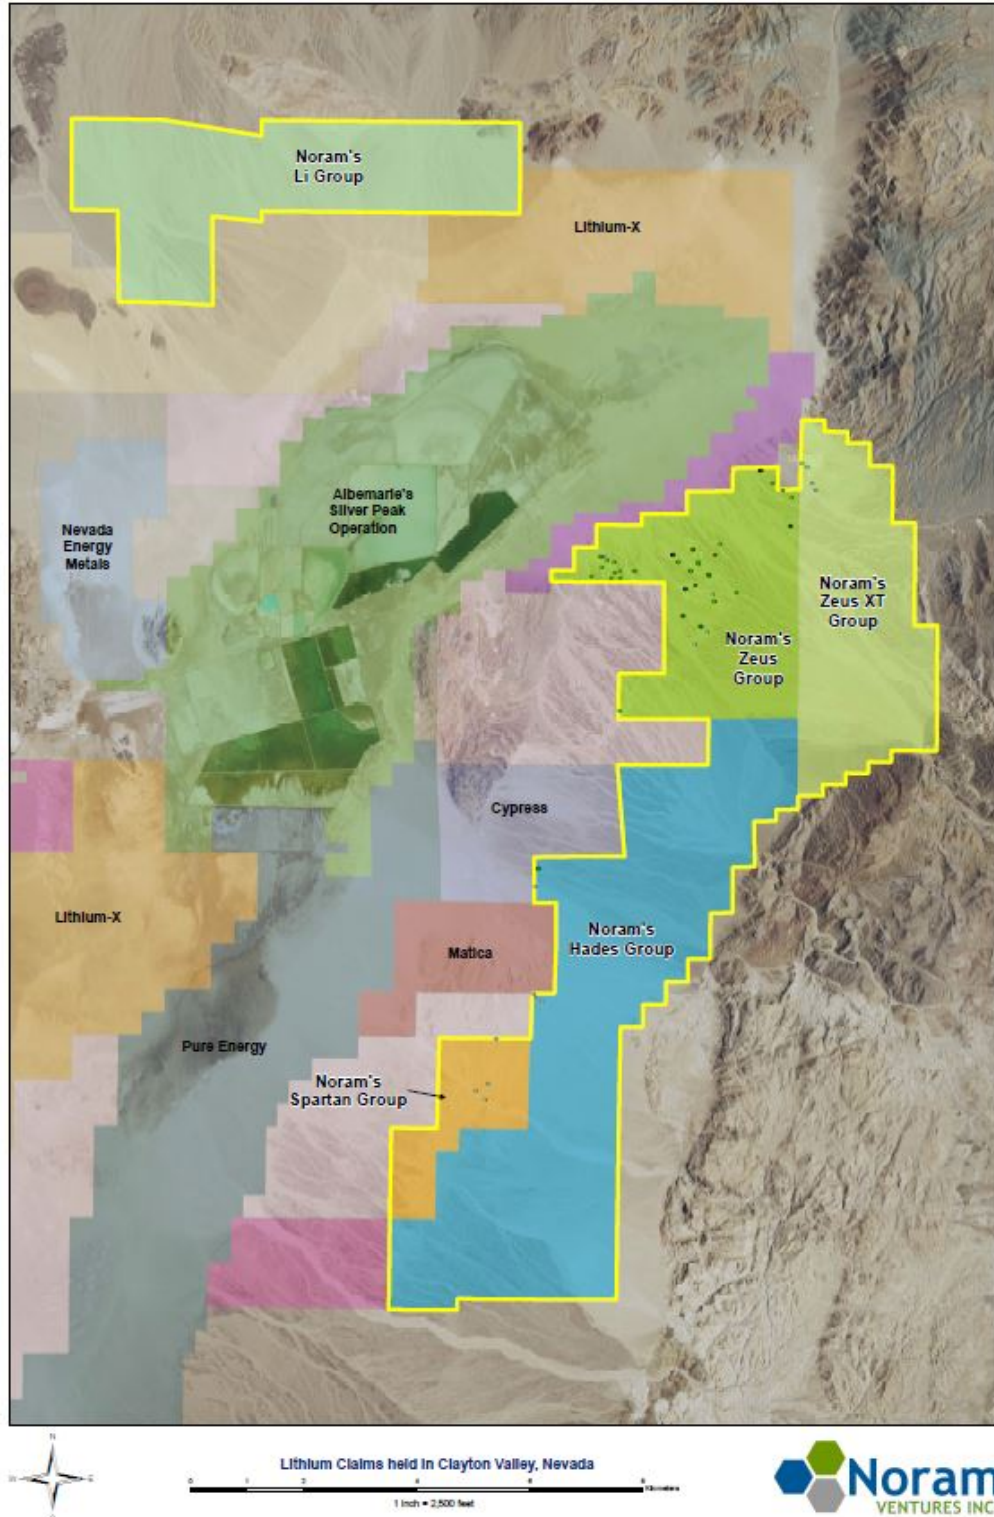 Noram's
Li Group
Lithium-X
Albemarle's
Silver Peak
Operation
Nevada
Energy
Metals
Noram's
Zeus XT
Group
Noram's
Zeus
Group
Cypress
Lithium-X
Noram's
Hades Group
Matica
Pure Energy
Noram's
Spartan Group
N
Lithium Claims held in Clayton Valley, Nevada
Kilometers
1 inch = 2,500 feet
Noram
VENTURES INC